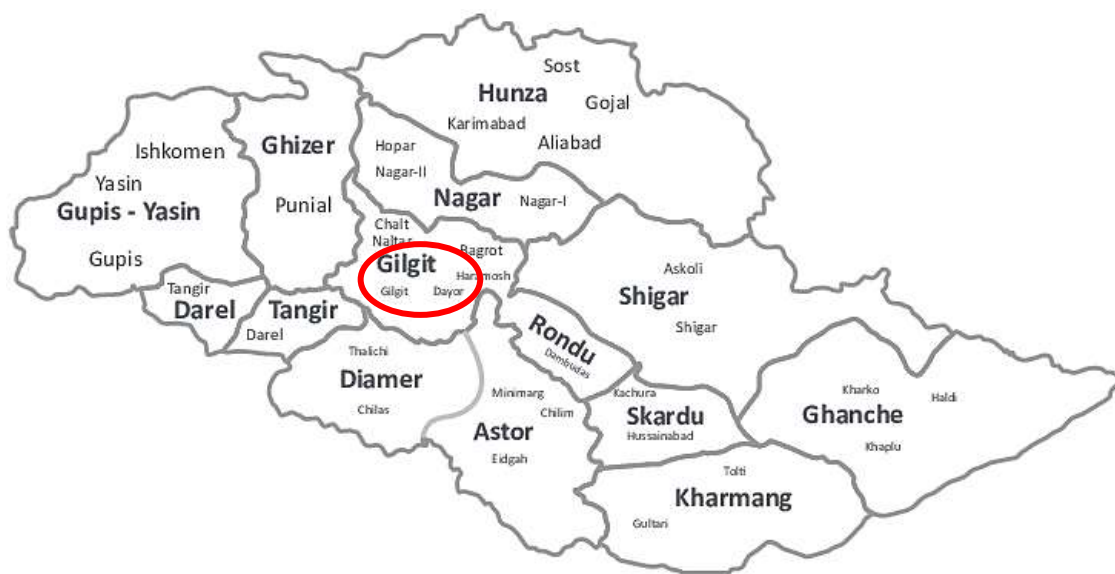 Sost
Hunza
Gojal
Karimabad
Aliabad
Ishkomen
Ghizer
Hopar
Nagar-II
Yasin
Gupis - Yasin
Punial
Nagar
Nagar-I
Chalt
Naltar
Bagrot
Gupis
Gilgit
Haramosh
Gilgit
Dayor
Askoli
Shigar
Shigar
Tangir
Darel
Tangir
Darel
Rondu
Dambudas
Thalichi
Diamer
Chilas
Minimarg
Chilim
Astor
Eidgah
Kachura
Skardu
Hussainabad
Kharko
Haldi
Ghanche
Khaplu
Tolti
Kharmang
Gultari